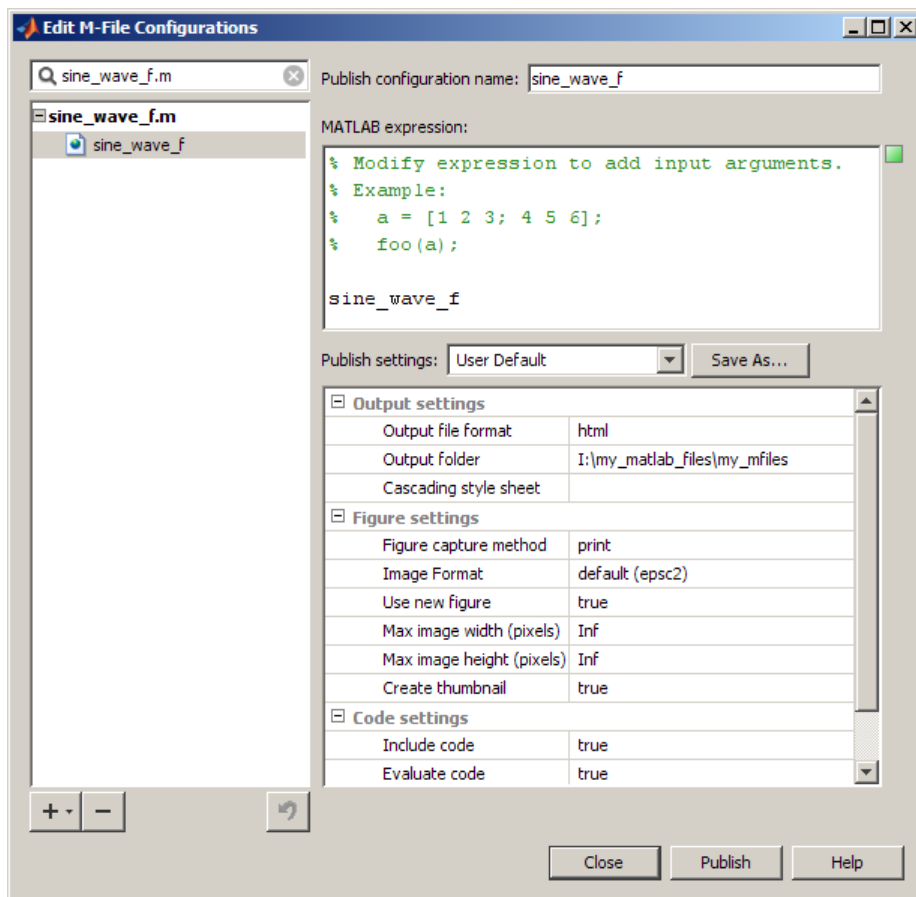 Edit M-File Configurations
sine_wave_f.m
sine_wave_f.m
sine_wave_f
Publish configuration name: sine_wave_f
MATLAB expression:
% Modify expression to add input arguments.
% Example:
%   a = [1 2 3; 4 5 6];
%   foo(a);
sine_wave_f
Publish settings: User Default Save As...
Output settings
Output file format html
Output folder I:\my_matlab_files\my_mfiles
Cascading style sheet
Figure settings
Figure capture method print
Image Format default (epsc2)
Use new figure true
Max image width (pixels) Inf
Max image height (pixels) Inf
Create thumbnail true
Code settings
Include code true
Evaluate code true
Close Publish Help